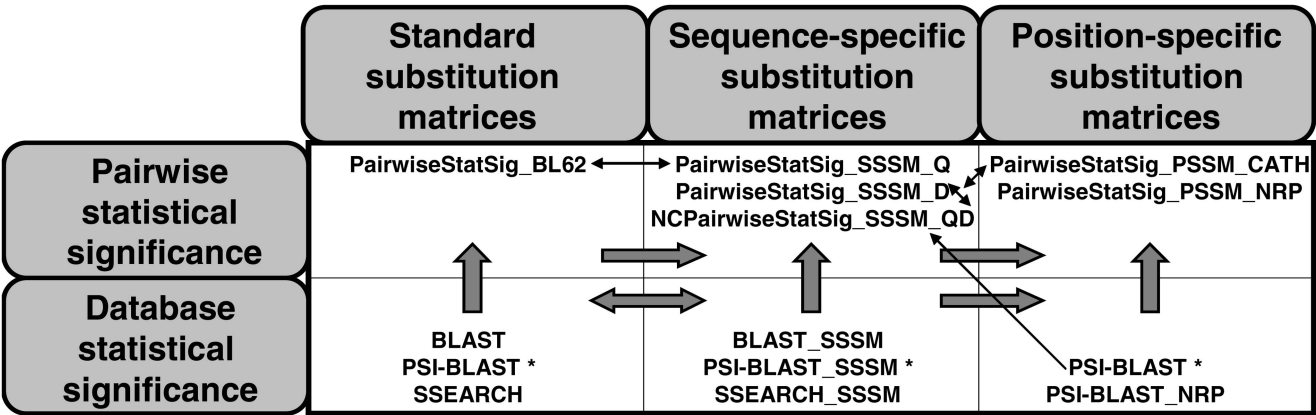 Standard
substitution
matrices
Sequence-specific
substitution
matrices
Position-specific
substitution
matrices
Pairwise
statistical
significance
PairwiseStatSig_BL62
PairwiseStatSig_SSSM_Q
PairwiseStatSig_SSSM_D
NCPairwiseStatSig_SSSM_QD
PairwiseStatSig_PSSM_CATH
PairwiseStatSig_PSSM_NRP
Database
statistical
significance
BLAST
PSI-BLAST *
SSEARCH
BLAST_SSSM
PSI-BLAST_SSSM *
SSEARCH_SSSM
PSI-BLAST *
PSI-BLAST_NRP